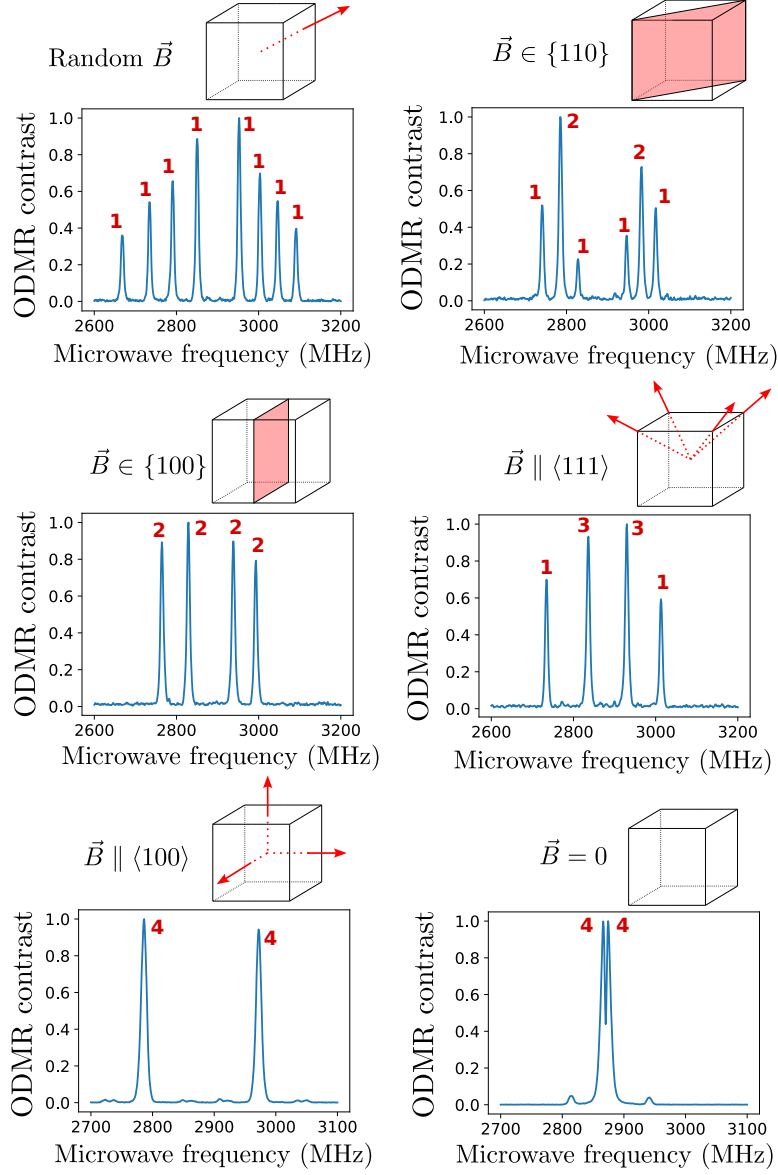 Random $\vec{B}$
1.0
0.8
0.6
0.4
0.2
0.0
ODMR contrast
1 1 1 1 1 1 1 1
2600 2800 3000 3200
Microwave frequency (MHz)
$\vec{B} \in \{110\}$
1.0
0.8
0.6
0.4
0.2
0.0
ODMR contrast
1 2 1 1 2 1
2600 2800 3000 3200
Microwave frequency (MHz)
$\vec{B} \in \{100\}$
1.0
0.8
0.6
0.4
0.2
0.0
ODMR contrast
2 2 2 2
2600 2800 3000 3200
Microwave frequency (MHz)
$\vec{B} \parallel \langle 111 \rangle$
1.0
0.8
0.6
0.4
0.2
0.0
ODMR contrast
1 3 3 1
2600 2800 3000 3200
Microwave frequency (MHz)
$\vec{B} \parallel \langle 100 \rangle$
1.0
0.8
0.6
0.4
0.2
0.0
ODMR contrast
4 4
2700 2800 2900 3000 3100
Microwave frequency (MHz)
$\vec{B} = 0$
1.0
0.8
0.6
0.4
0.2
0.0
ODMR contrast
4 4
2700 2800 2900 3000 3100
Microwave frequency (MHz)